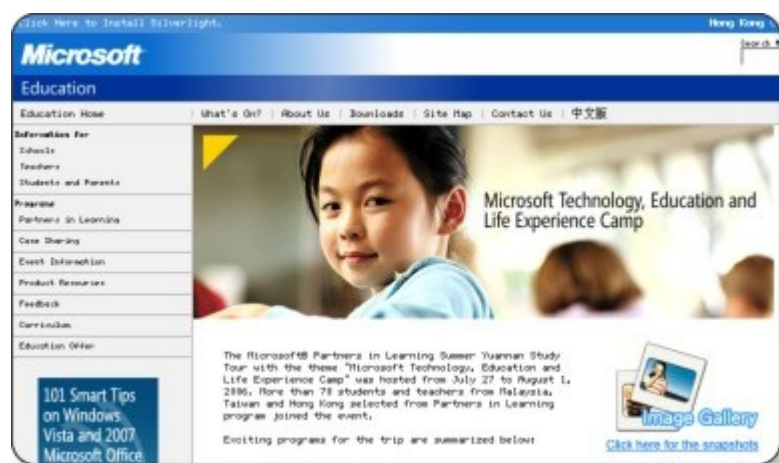 Click Here to Install Silverlight.
Hong Kong
Search
Microsoft
Education
Education Home
What's On? | About Us | Downloads | Site Map | Contact Us | 中文版
Information For
Schools
Teachers
Students and Parents
Programs
Partners in Learning
Case Sharing
Event Information
Product Resources
Feedback
Curriculum
Education Offer
Microsoft Technology, Education and
Life Experience Camp
The Microsoft® Partners in Learning Summer Yuannan Study
Tour with the theme "Microsoft Technology, Education and
Life Experience Camp" was hosted from July 27 to August 1,
2006. More than 70 students and teachers from Malaysia,
Taiwan and Hong Kong selected from Partners in Learning
program joined the event.
Exciting programs for the trip are summarized below:
Image Gallery
Click here for the snapshots
101 Smart Tips
on Windows
Vista and 2007
Microsoft Office